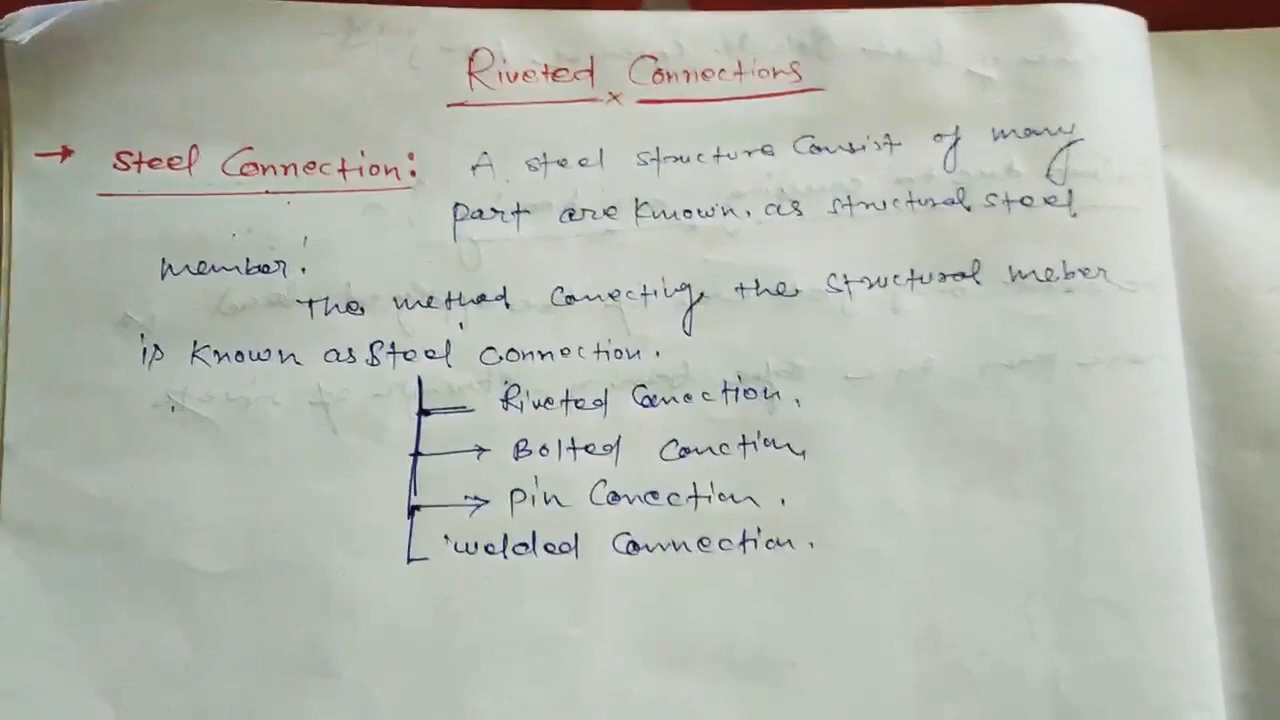 Riveted Connections
→ Steel Connection: A steel structure Consist of many
part are Known as structural steel
member.
The method Conecting the structural meber
is Known as Steel Connection.
Riveted Conection.
→ Bolted Conction,
→ Pin Conection.
welded Connection.